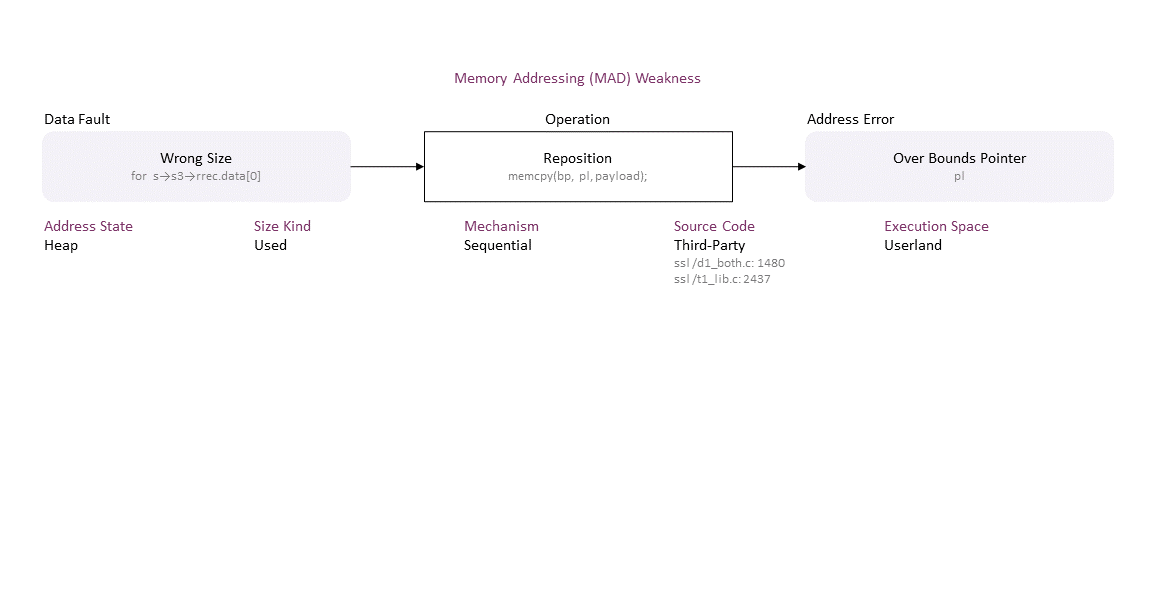 Memory Addressing (MAD) Weakness
Data Fault
Operation
Address Error
Wrong Size
for s→s3→rrec.data[0]
Reposition
memcpy(bp, pl, payload);
Over Bounds Pointer
pl
Address State
Heap
Size Kind
Used
Mechanism
Sequential
Source Code
Third-Party
ssl/d1_both.c: 1480
ssl/t1_lib.c: 2437
Execution Space
Userland